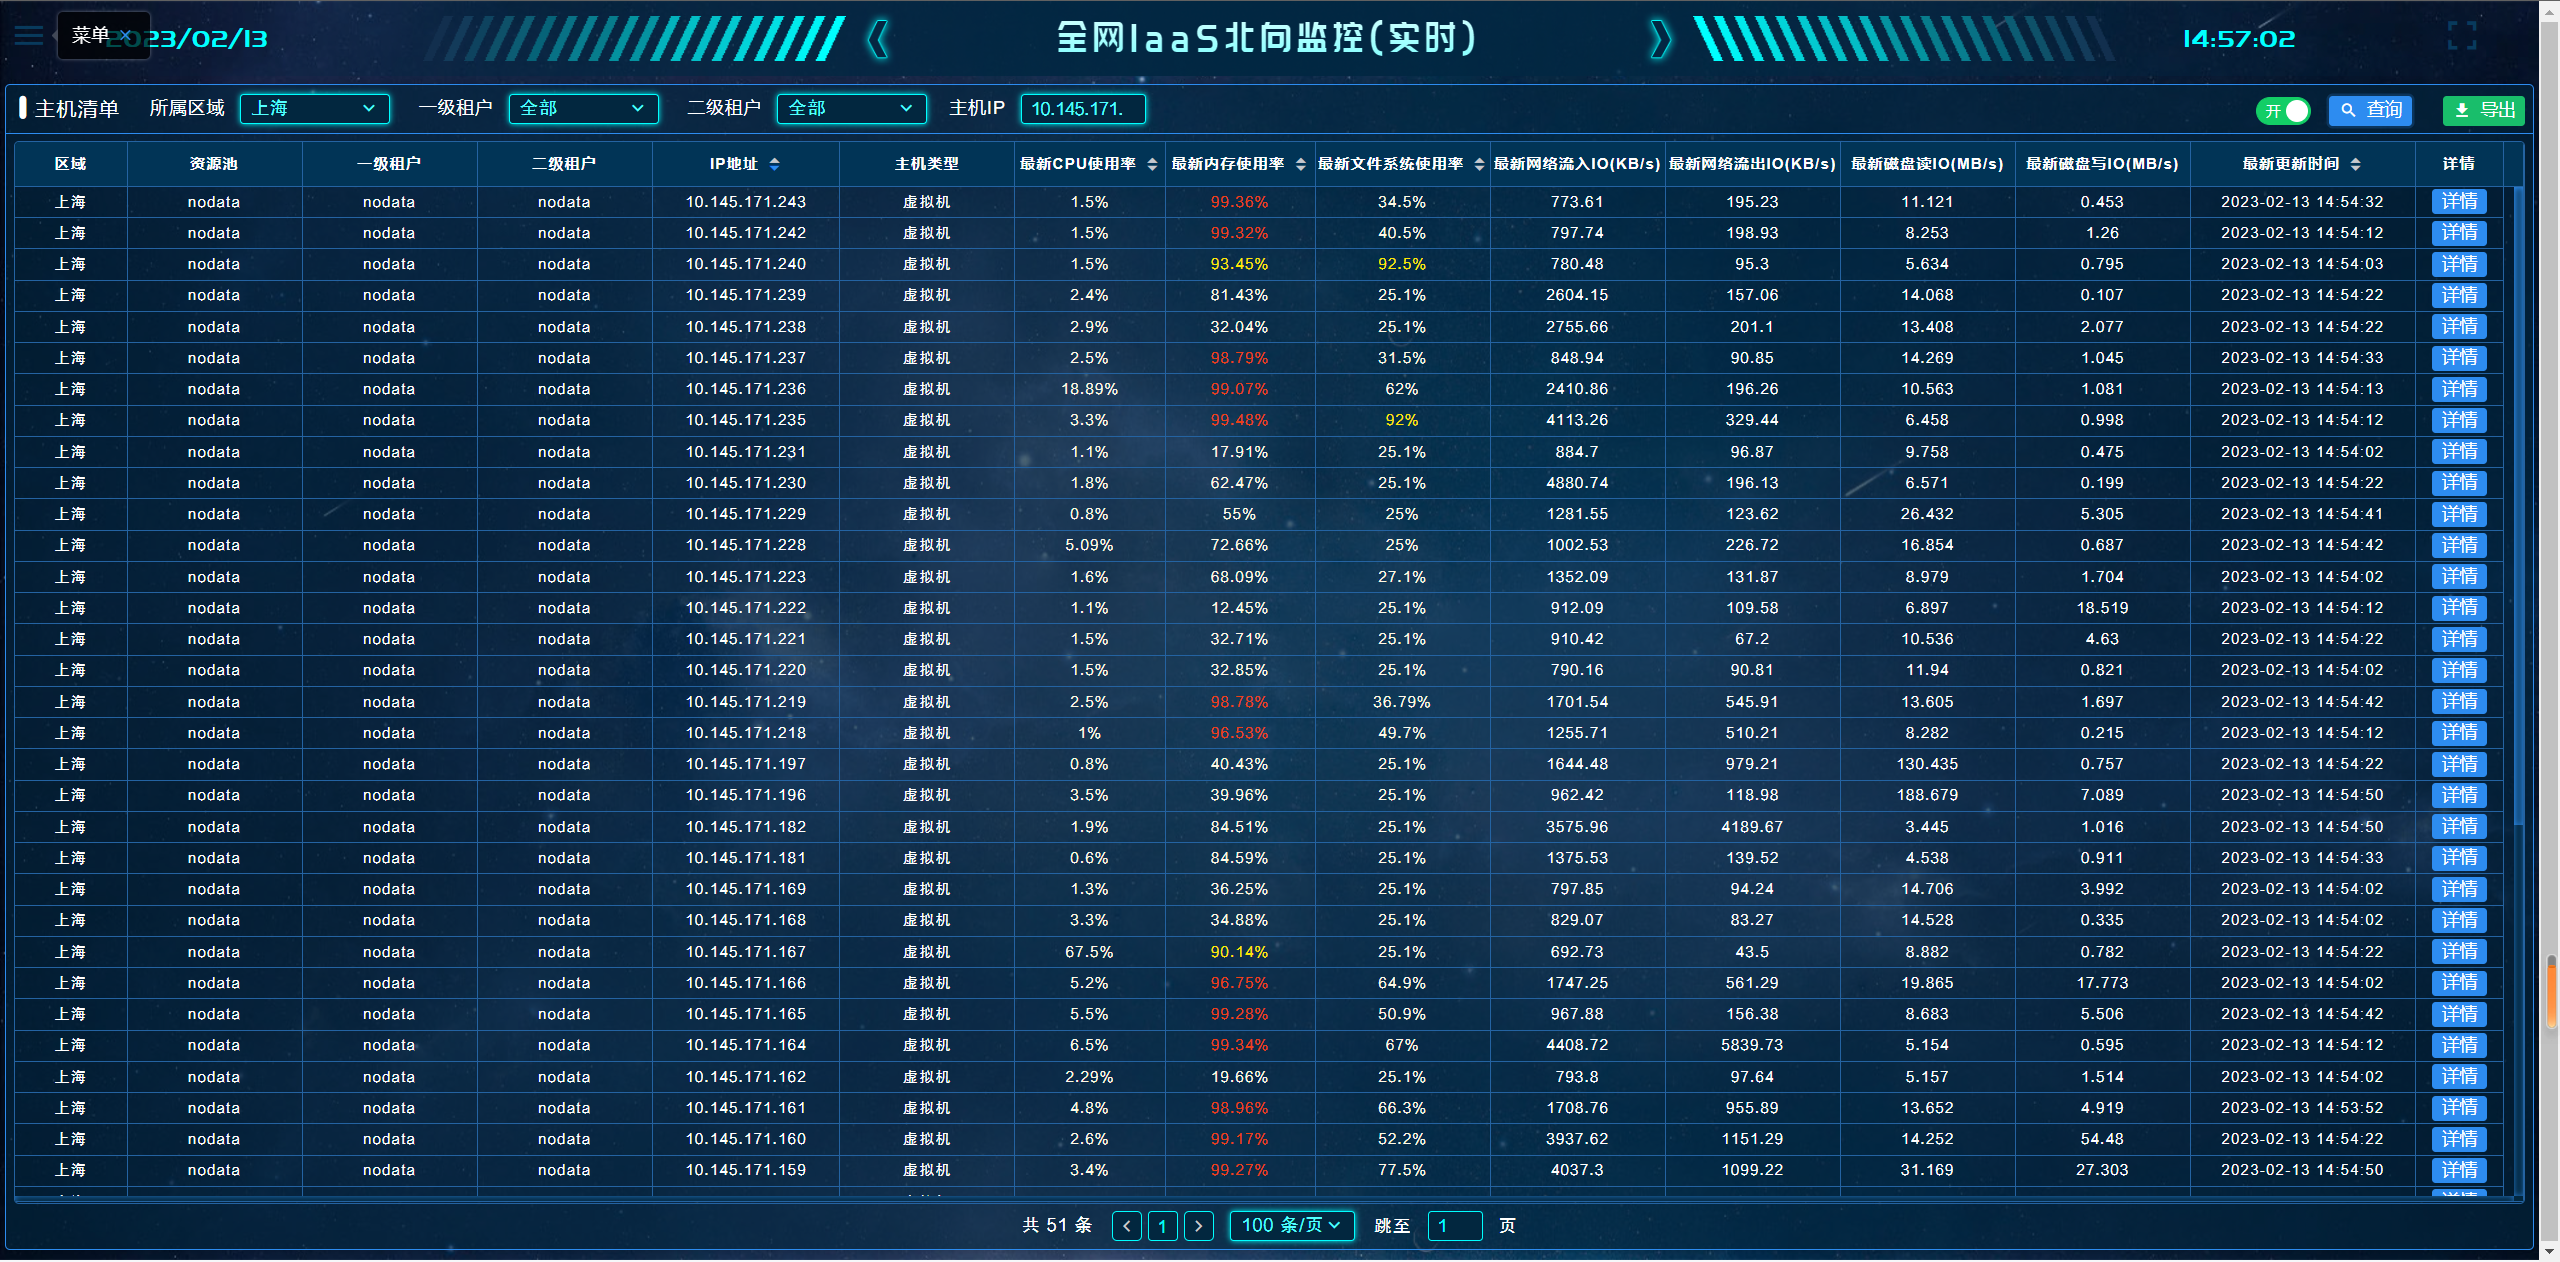 菜单 × 2023/02/13 全网IaaS北向监控(实时) 14:57:02
主机清单 所属区域 上海 一级租户 全部 二级租户 全部 主机IP 10.145.171. 开 查询 导出
区域 资源池 一级租户 二级租户 IP地址 主机类型 最新CPU使用率 最新内存使用率 最新文件系统使用率 最新网络流入IO(KB/s) 最新网络流出IO(KB/s) 最新磁盘读IO(MB/s) 最新磁盘写IO(MB/s) 最新更新时间 详情
上海 nodata nodata nodata 10.145.171.243 虚拟机 1.5% 99.36% 34.5% 773.61 195.23 11.121 0.453 2023-02-13 14:54:32 详情
上海 nodata nodata nodata 10.145.171.242 虚拟机 1.5% 99.32% 40.5% 797.74 198.93 8.253 1.26 2023-02-13 14:54:12 详情
上海 nodata nodata nodata 10.145.171.240 虚拟机 1.5% 93.45% 92.5% 780.48 95.3 5.634 0.795 2023-02-13 14:54:03 详情
上海 nodata nodata nodata 10.145.171.239 虚拟机 2.4% 81.43% 25.1% 2604.15 157.06 14.068 0.107 2023-02-13 14:54:22 详情
上海 nodata nodata nodata 10.145.171.238 虚拟机 2.9% 32.04% 25.1% 2755.66 201.1 13.408 2.077 2023-02-13 14:54:22 详情
上海 nodata nodata nodata 10.145.171.237 虚拟机 2.5% 98.79% 31.5% 848.94 90.85 14.269 1.045 2023-02-13 14:54:33 详情
上海 nodata nodata nodata 10.145.171.236 虚拟机 18.89% 99.07% 62% 2410.86 196.26 10.563 1.081 2023-02-13 14:54:13 详情
上海 nodata nodata nodata 10.145.171.235 虚拟机 3.3% 99.48% 92% 4113.26 329.44 6.458 0.998 2023-02-13 14:54:12 详情
上海 nodata nodata nodata 10.145.171.231 虚拟机 1.1% 17.91% 25.1% 884.7 96.87 9.758 0.475 2023-02-13 14:54:02 详情
上海 nodata nodata nodata 10.145.171.230 虚拟机 1.8% 62.47% 25.1% 4880.74 196.13 6.571 0.199 2023-02-13 14:54:22 详情
上海 nodata nodata nodata 10.145.171.229 虚拟机 0.8% 55% 25% 1281.55 123.62 26.432 5.305 2023-02-13 14:54:41 详情
上海 nodata nodata nodata 10.145.171.228 虚拟机 5.09% 72.66% 25% 1002.53 226.72 16.854 0.687 2023-02-13 14:54:42 详情
上海 nodata nodata nodata 10.145.171.223 虚拟机 1.6% 68.09% 27.1% 1352.09 131.87 8.979 1.704 2023-02-13 14:54:02 详情
上海 nodata nodata nodata 10.145.171.222 虚拟机 1.1% 12.45% 25.1% 912.09 109.58 6.897 18.519 2023-02-13 14:54:12 详情
上海 nodata nodata nodata 10.145.171.221 虚拟机 1.5% 32.71% 25.1% 910.42 67.2 10.536 4.63 2023-02-13 14:54:22 详情
上海 nodata nodata nodata 10.145.171.220 虚拟机 1.5% 32.85% 25.1% 790.16 90.81 11.94 0.821 2023-02-13 14:54:02 详情
上海 nodata nodata nodata 10.145.171.219 虚拟机 2.5% 98.78% 36.79% 1701.54 545.91 13.605 1.697 2023-02-13 14:54:42 详情
上海 nodata nodata nodata 10.145.171.218 虚拟机 1% 96.53% 49.7% 1255.71 510.21 8.282 0.215 2023-02-13 14:54:12 详情
上海 nodata nodata nodata 10.145.171.197 虚拟机 0.8% 40.43% 25.1% 1644.48 979.21 130.435 0.757 2023-02-13 14:54:22 详情
上海 nodata nodata nodata 10.145.171.196 虚拟机 3.5% 39.96% 25.1% 962.42 118.98 188.679 7.089 2023-02-13 14:54:50 详情
上海 nodata nodata nodata 10.145.171.182 虚拟机 1.9% 84.51% 25.1% 3575.96 4189.67 3.445 1.016 2023-02-13 14:54:50 详情
上海 nodata nodata nodata 10.145.171.181 虚拟机 0.6% 84.59% 25.1% 1375.53 139.52 4.538 0.911 2023-02-13 14:54:33 详情
上海 nodata nodata nodata 10.145.171.169 虚拟机 1.3% 36.25% 25.1% 797.85 94.24 14.706 3.992 2023-02-13 14:54:02 详情
上海 nodata nodata nodata 10.145.171.168 虚拟机 3.3% 34.88% 25.1% 829.07 83.27 14.528 0.335 2023-02-13 14:54:02 详情
上海 nodata nodata nodata 10.145.171.167 虚拟机 67.5% 90.14% 25.1% 692.73 43.5 8.882 0.782 2023-02-13 14:54:22 详情
上海 nodata nodata nodata 10.145.171.166 虚拟机 5.2% 96.75% 64.9% 1747.25 561.29 19.865 17.773 2023-02-13 14:54:02 详情
上海 nodata nodata nodata 10.145.171.165 虚拟机 5.5% 99.28% 50.9% 967.88 156.38 8.683 5.506 2023-02-13 14:54:42 详情
上海 nodata nodata nodata 10.145.171.164 虚拟机 6.5% 99.34% 67% 4408.72 5839.73 5.154 0.595 2023-02-13 14:54:12 详情
上海 nodata nodata nodata 10.145.171.162 虚拟机 2.29% 19.66% 25.1% 793.8 97.64 5.157 1.514 2023-02-13 14:54:02 详情
上海 nodata nodata nodata 10.145.171.161 虚拟机 4.8% 98.96% 66.3% 1708.76 955.89 13.652 4.919 2023-02-13 14:53:52 详情
上海 nodata nodata nodata 10.145.171.160 虚拟机 2.6% 99.17% 52.2% 3937.62 1151.29 14.252 54.48 2023-02-13 14:54:22 详情
上海 nodata nodata nodata 10.145.171.159 虚拟机 3.4% 99.27% 77.5% 4037.3 1099.22 31.169 27.303 2023-02-13 14:54:50 详情
共 51 条 1 100 条/页 跳至 1 页